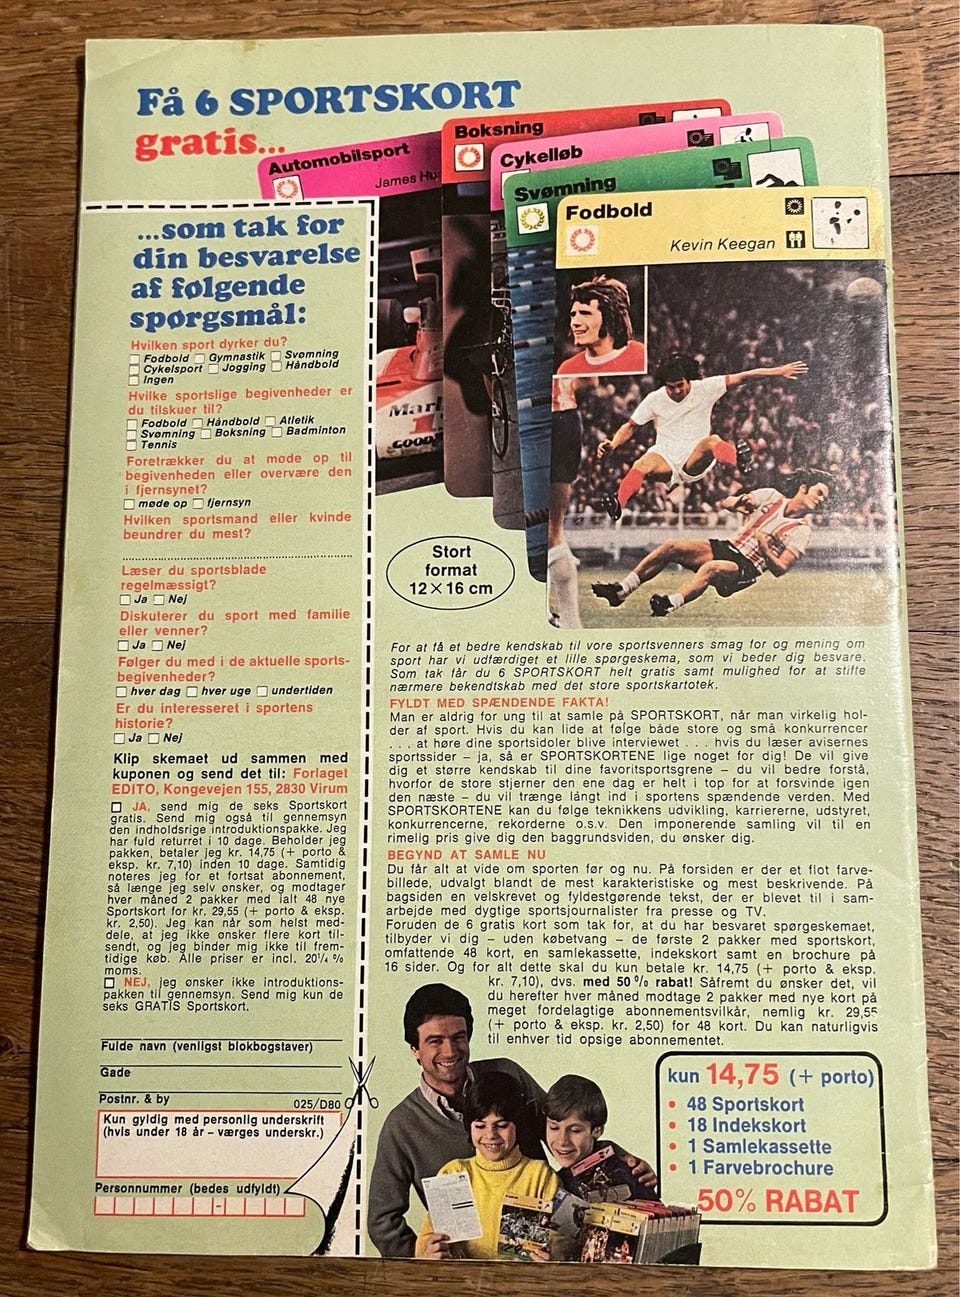 Få 6 SPORTSKORT
gratis...
Automobilsport
James Hu
Boksning
Cykelløb
Svømning
Fodbold
Kevin Keegan
Marl
1
GOOD
...som tak for
din besvarelse
af følgende
spørgsmål:
Hvilken sport dyrker du?
Fodbold Gymnastik Svømning
Cykelsport Jogging Håndbold
Ingen
Hvilke sportslige begivenheder er
du tilskuer til?
Fodbold Håndbold Atletik
Svømning Boksning Badminton
Tennis
Foretrækker du at møde op til
begivenheden eller overvære den
i fjernsynet?
møde op fjernsyn
Hvilken sportsmand eller kvinde
beundrer du mest?
Læser du sportsblade
regelmæssigt?
Ja Nej
Diskuterer du sport med familie
eller venner?
Ja Nej
Følger du med i de aktuelle sports-
begivenheder?
hver dag hver uge undertiden
Er du interesseret i sportens
historie?
Ja Nej
Klip skemaet ud sammen med
kuponen og send det til: Forlaget
EDITO, Kongevejen 155, 2830 Virum
JA, send mig de seks Sportskort
gratis. Send mig også til gennemsyn
den indholdsrige introduktionspakke. Jeg
har fuld returret i 10 dage. Beholder jeg
pakken, betaler jeg kr. 14,75 (+ porto &
eksp. kr. 7,10) inden 10 dage. Samtidig
noteres jeg for et fortsat abonnement,
så længe jeg selv ønsker, og modtager
hver måned 2 pakker med ialt 48 nye
Sportskort for kr. 29,55 (+ porto & eksp.
kr. 2,50). Jeg kan når som helst med-
dele, at jeg ikke ønsker flere kort til-
sendt, og jeg binder mig ikke til frem-
tidige køb. Alle priser er incl. 20¼ %
moms.
NEJ, jeg ønsker ikke introduktions-
pakken til gennemsyn. Send mig kun de
seks GRATIS Sportskort.
Fulde navn (venligst blokbogstaver)
Gade
Postnr. & by 025/D80
Kun gyldig med personlig underskrift
(hvis under 18 år – værges underskr.)
Personnummer (bedes udfyldt)
Stort
format
12 × 16 cm
For at få et bedre kendskab til vore sportsvenners smag for og mening om
sport har vi udfærdiget et lille spørgeskema, som vi beder dig besvare.
Som tak får du 6 SPORTSKORT helt gratis samt mulighed for at stifte
nærmere bekendtskab med det store sportskartotek.
FYLDT MED SPÆNDENDE FAKTA!
Man er aldrig for ung til at samle på SPORTSKORT, når man virkelig hol-
der af sport. Hvis du kan lide at følge både store og små konkurrencer
. . . at høre dine sportsidoler blive interviewet . . . hvis du læser avisernes
sportssider – ja, så er SPORTSKORTENE lige noget for dig! De vil give
dig et større kendskab til dine favoritsportsgrene – du vil bedre forstå,
hvorfor de store stjerner den ene dag er helt i top for at forsvinde igen
den næste – du vil trænge langt ind i sportens spændende verden. Med
SPORTSKORTENE kan du følge teknikkens udvikling, karriererne, udstyret,
konkurrencerne, rekorderne o.s.v. Den imponerende samling vil til en
rimelig pris give dig den baggrundsviden, du ønsker dig.
BEGYND AT SAMLE NU
Du får alt at vide om sporten før og nu. På forsiden er der et flot farve-
billede, udvalgt blandt de mest karakteristiske og mest beskrivende. På
bagsiden en velskrevet og fyldestgørende tekst, der er blevet til i sam-
arbejde med dygtige sportsjournalister fra presse og TV.
Foruden de 6 gratis kort som tak for, at du har besvaret spørgeskemaet,
tilbyder vi dig – uden købetvang – de første 2 pakker med sportskort,
omfattende 48 kort, en samlekassette, indekskort samt en brochure på
16 sider. Og for alt dette skal du kun betale kr. 14,75 (+ porto & eksp.
kr. 7,10), dvs. med 50% rabat! Såfremt du ønsker det, vil
du herefter hver måned modtage 2 pakker med nye kort på
meget fordelagtige abonnementsvilkår, nemlig kr. 29,55
(+ porto & eksp. kr. 2,50) for 48 kort. Du kan naturligvis
til enhver tid opsige abonnementet.
kun 14,75 (+ porto)
• 48 Sportskort
• 18 Indekskort
• 1 Samlekassette
• 1 Farvebrochure
50% RABAT